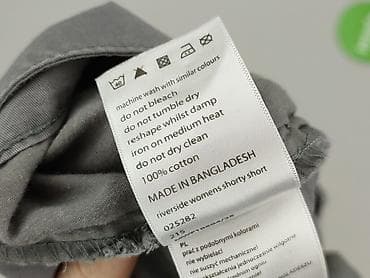 machine wash with similar colours
do not bleach
do not tumble dry
reshape whilst damp
iron on medium heat
do not dry clean
100% cotton
MADE IN BANGLADESH
riverside womens shorty short
025282
PL
prać z podobnymi kolorami
nie wybielać!
nie suszyć mechanicznie!